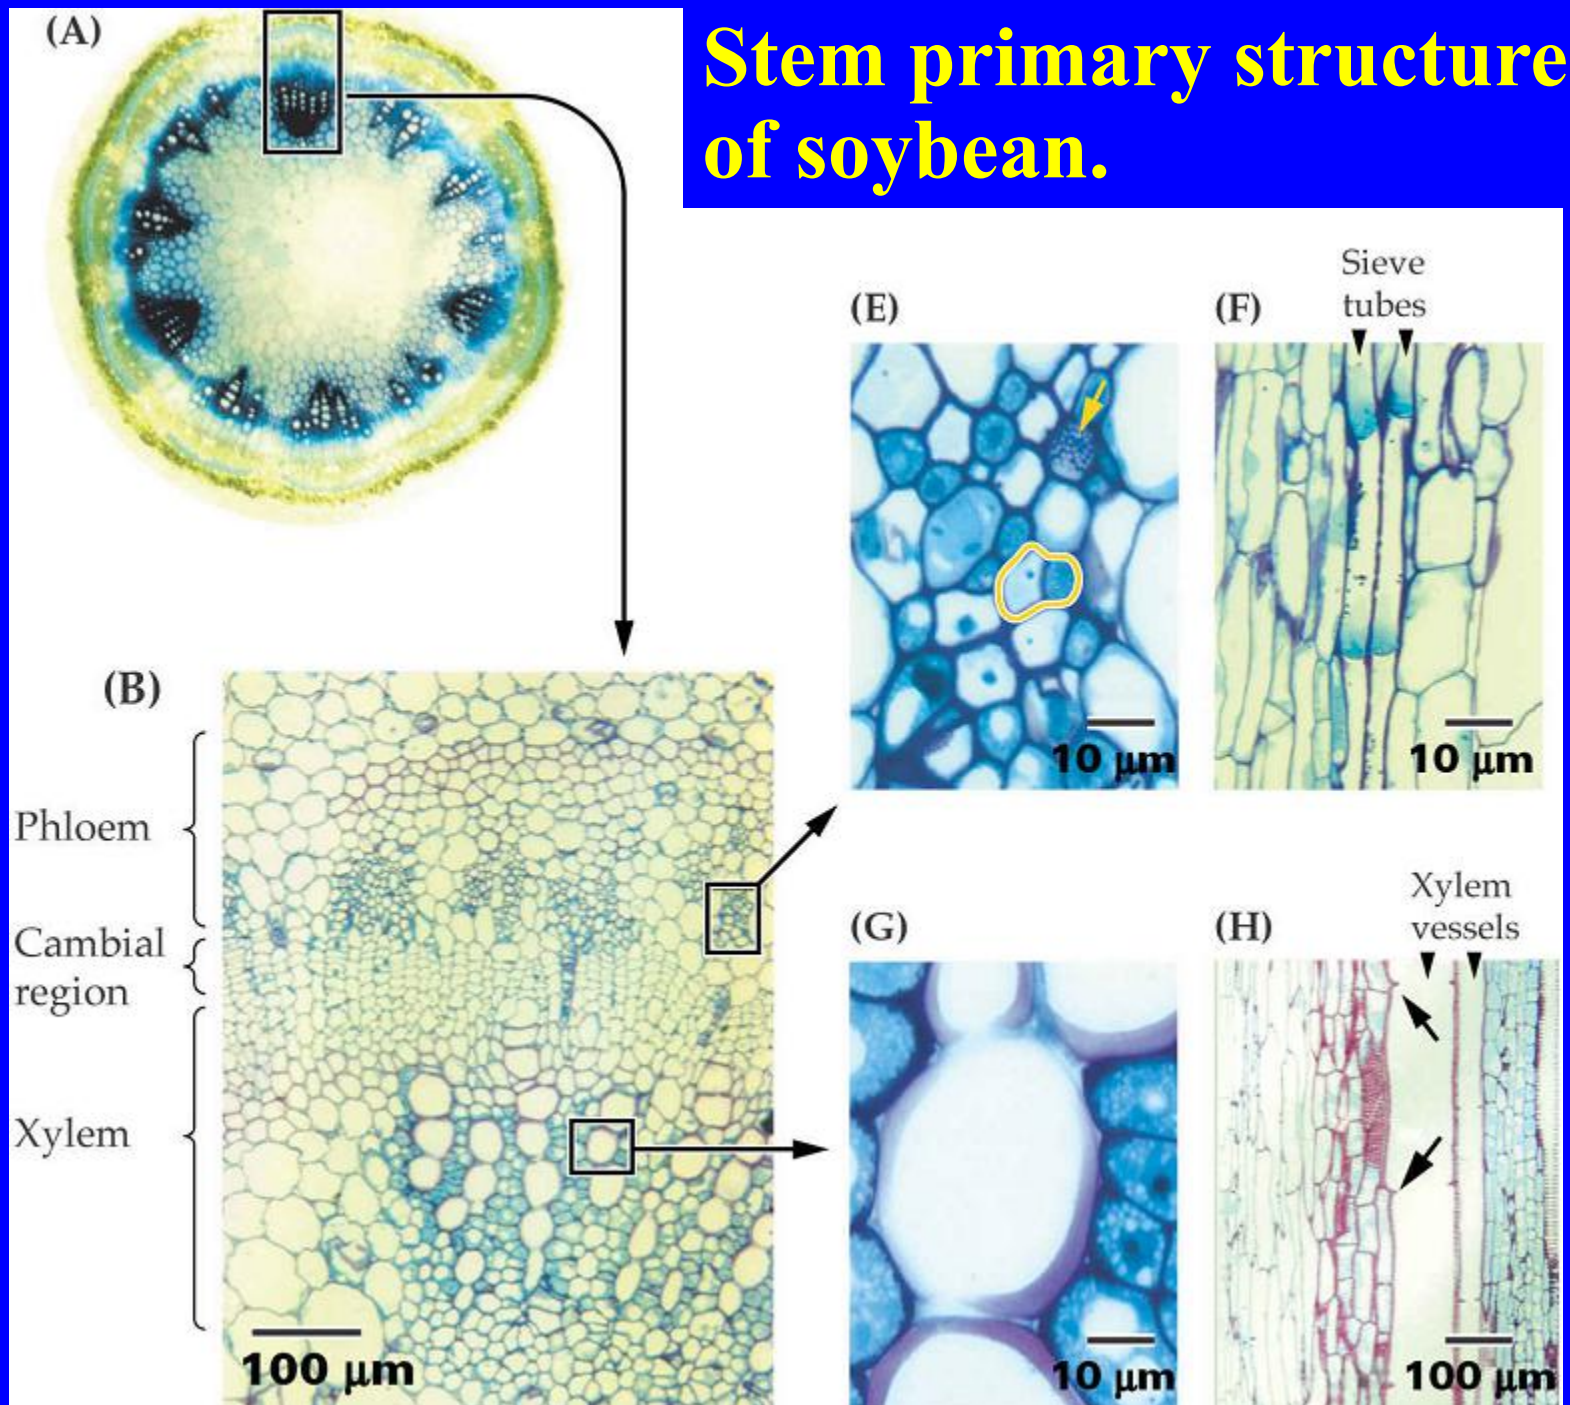 (A)
Stem primary structure
of soybean.
Sieve
tubes
(E)
(F)
10 μm
10 μm
(B)
Phloem
Cambial
region
Xylem
100 μm
Xylem
vessels
(G)
(H)
10 μm
100 μm